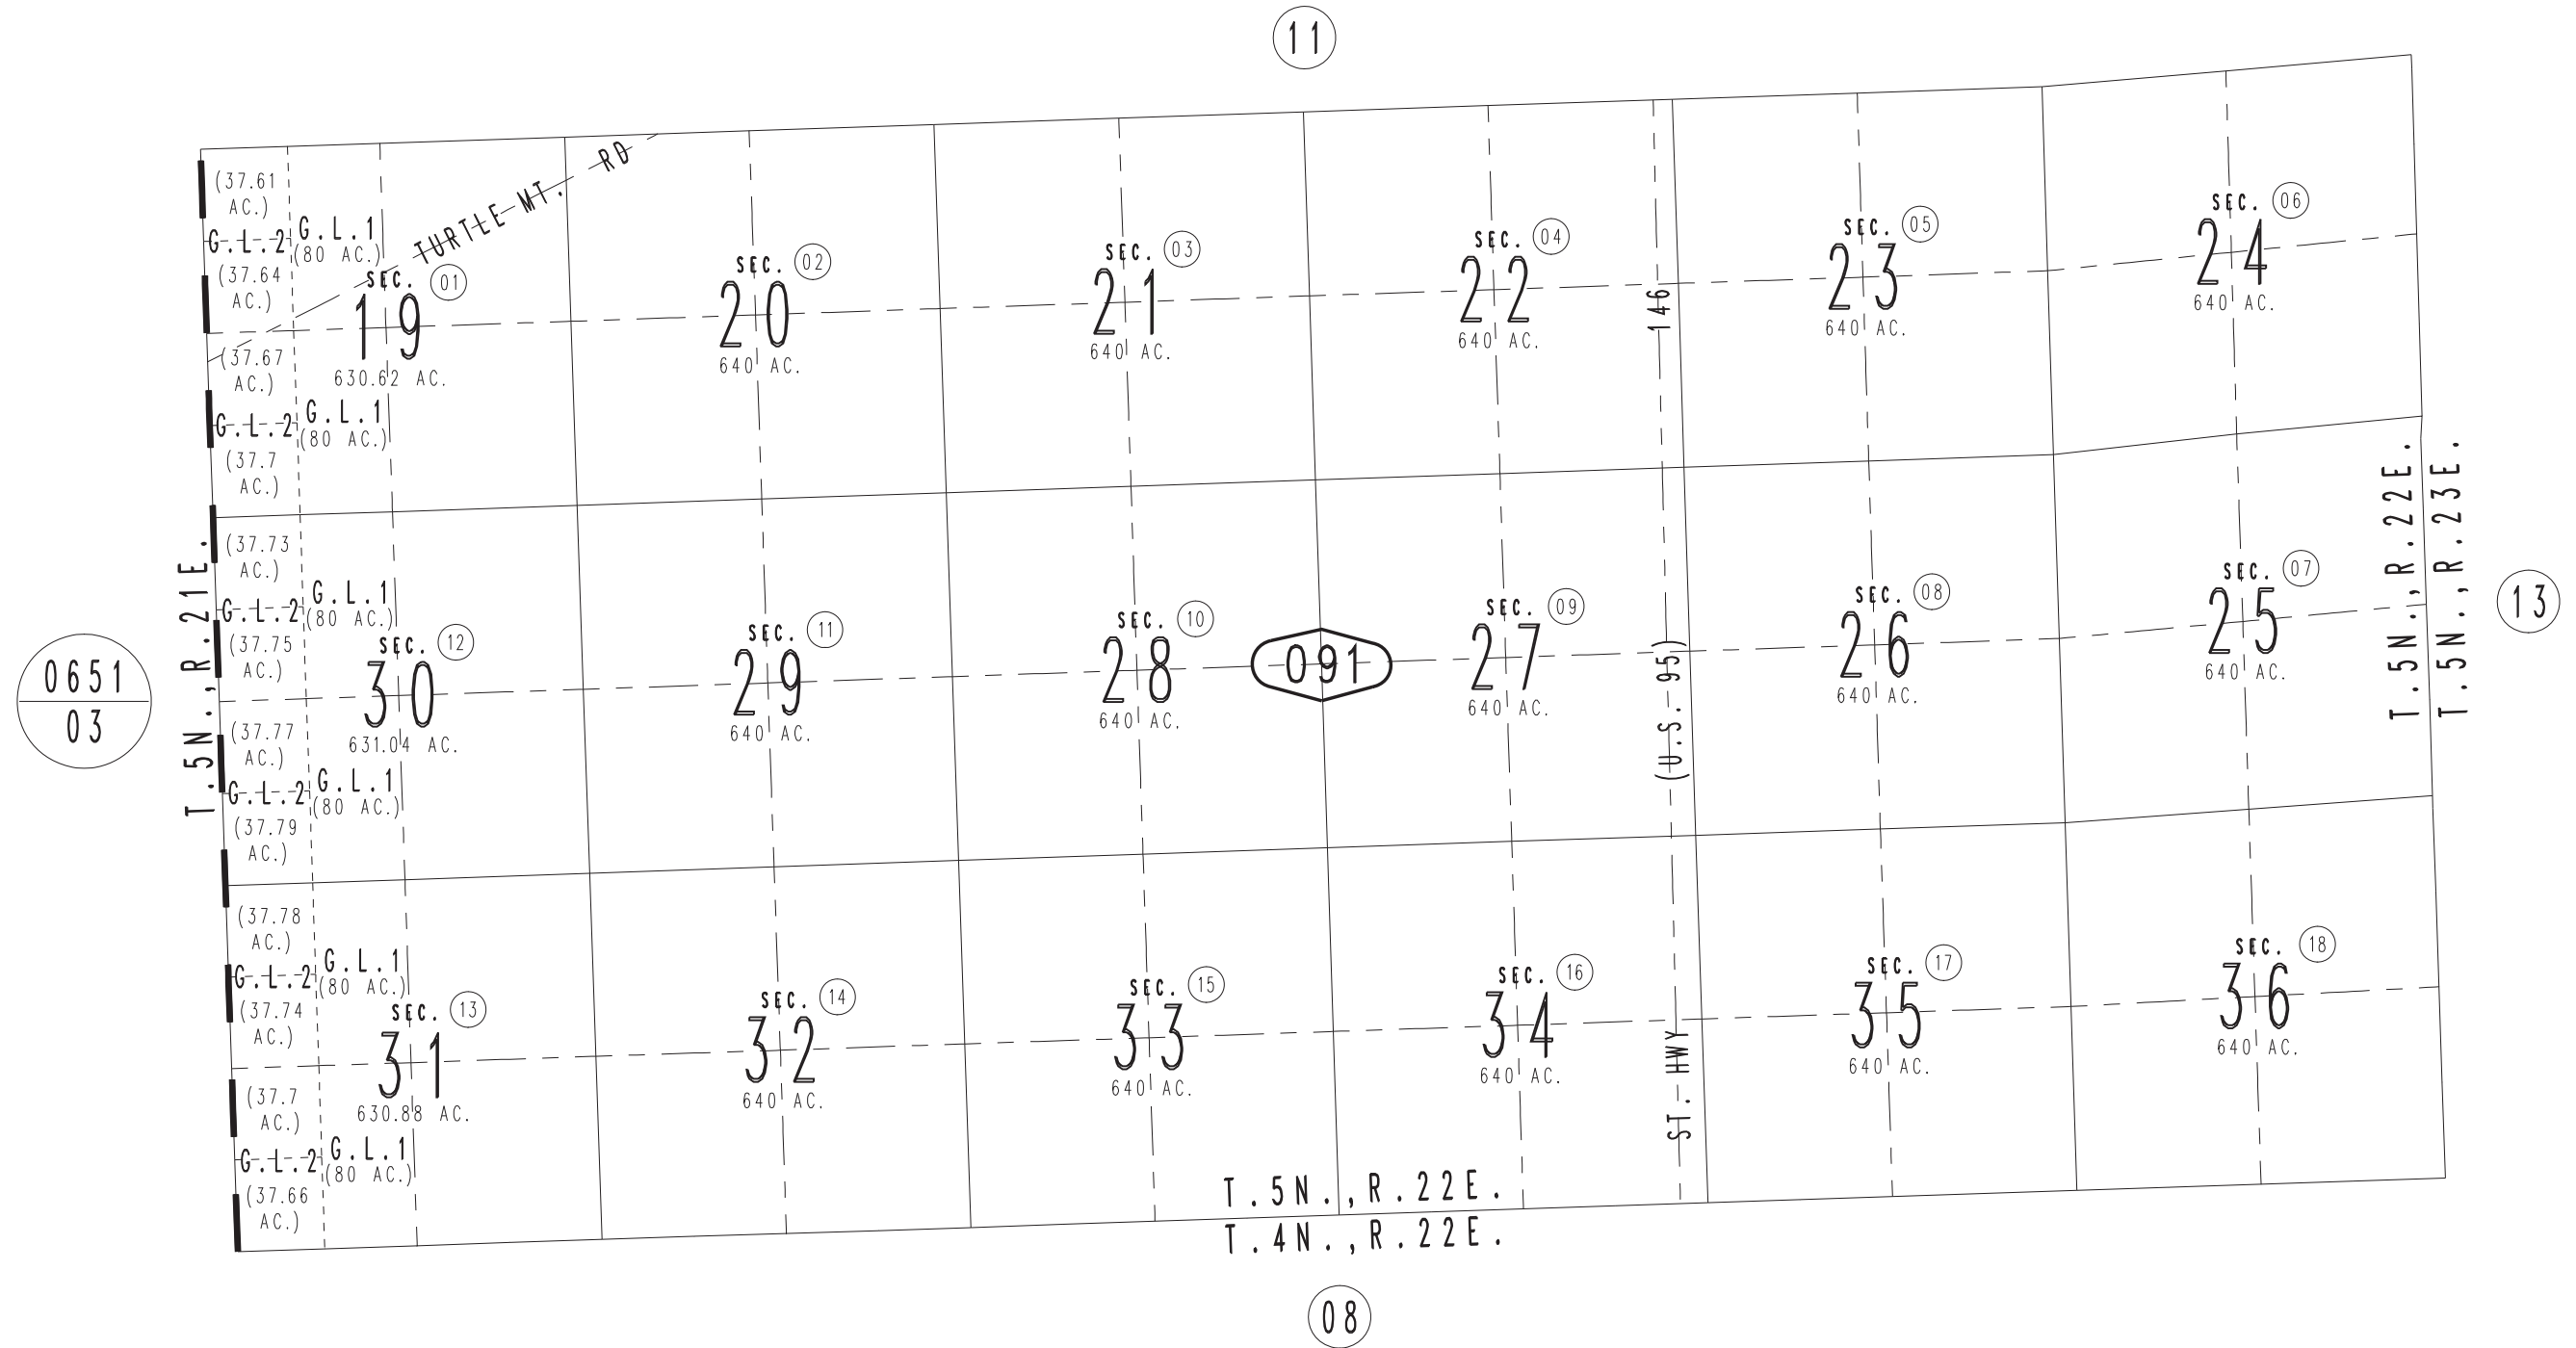 11
(37.61
AC.)
G.L.2
(37.64
AC.)
G.L.1
(80 AC.)
TURTLE MT. RD
SEC. 01
19
630.62 AC.
(37.67
AC.)
G.L.2
(37.7
AC.)
G.L.1
(80 AC.)
SEC. 02
20
640 AC.
SEC. 03
21
640 AC.
SEC. 04
22
640 AC.
146
SEC. 05
23
640 AC.
SEC. 06
24
640 AC.
T.5N.,R.22E.
T.5N.,R.23E.
13
0651
03
T.5N.,R.21E.
(37.73
AC.)
G.L.2
(37.75
AC.)
G.L.1
(80 AC.)
SEC. 12
30
631.04 AC.
(37.77
AC.)
G.L.2
(37.79
AC.)
G.L.1
(80 AC.)
SEC. 11
29
640 AC.
SEC. 10
28
640 AC.
091
SEC. 09
27
640 AC.
(U.S. 95)
SEC. 08
26
640 AC.
SEC. 07
25
640 AC.
(37.78
AC.)
G.L.2
(37.74
AC.)
G.L.1
(80 AC.)
SEC. 13
31
630.88 AC.
(37.7
AC.)
G.L.2
(37.66
AC.)
G.L.1
(80 AC.)
SEC. 14
32
640 AC.
SEC. 15
33
640 AC.
SEC. 16
34
640 AC.
ST. HWY
SEC. 17
35
640 AC.
SEC. 18
36
640 AC.
T.5N.,R.22E.
T.4N.,R.22E.
08